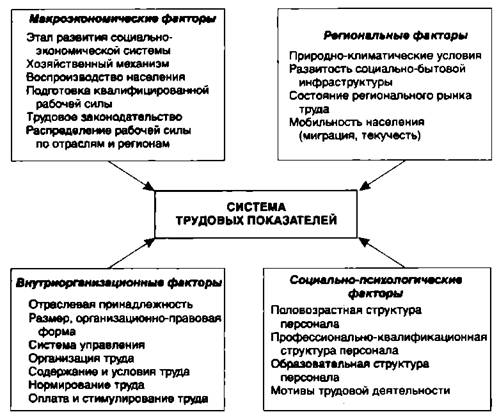 Макроэкономические факторы
Этап развития социально-
экономической системы
Хозяйственный механизм
Воспроизводство населения
Подготовка квалифицированной
рабочей силы
Трудовое законодательство
Распределение рабочей силы
по отраслям и регионам
Региональные факторы
Природно-климатические условия
Развитость социально-бытовой
инфраструктуры
Состояние регионального рынка
труда
Мобильность населения
(миграция, текучесть)
СИСТЕМА
ТРУДОВЫХ ПОКАЗАТЕЛЕЙ
Внутриорганизационные факторы
Отраслевая принадлежность
Размер, организационно-правовая
форма
Система управления
Организация труда
Содержание и условия труда
Нормирование труда
Оплата и стимулирование труда
Социально-психологические
факторы
Половозрастная структура
персонала
Профессионально-квалификационная
структура персонала
Образовательная структура
персонала
Мотивы трудовой деятельности